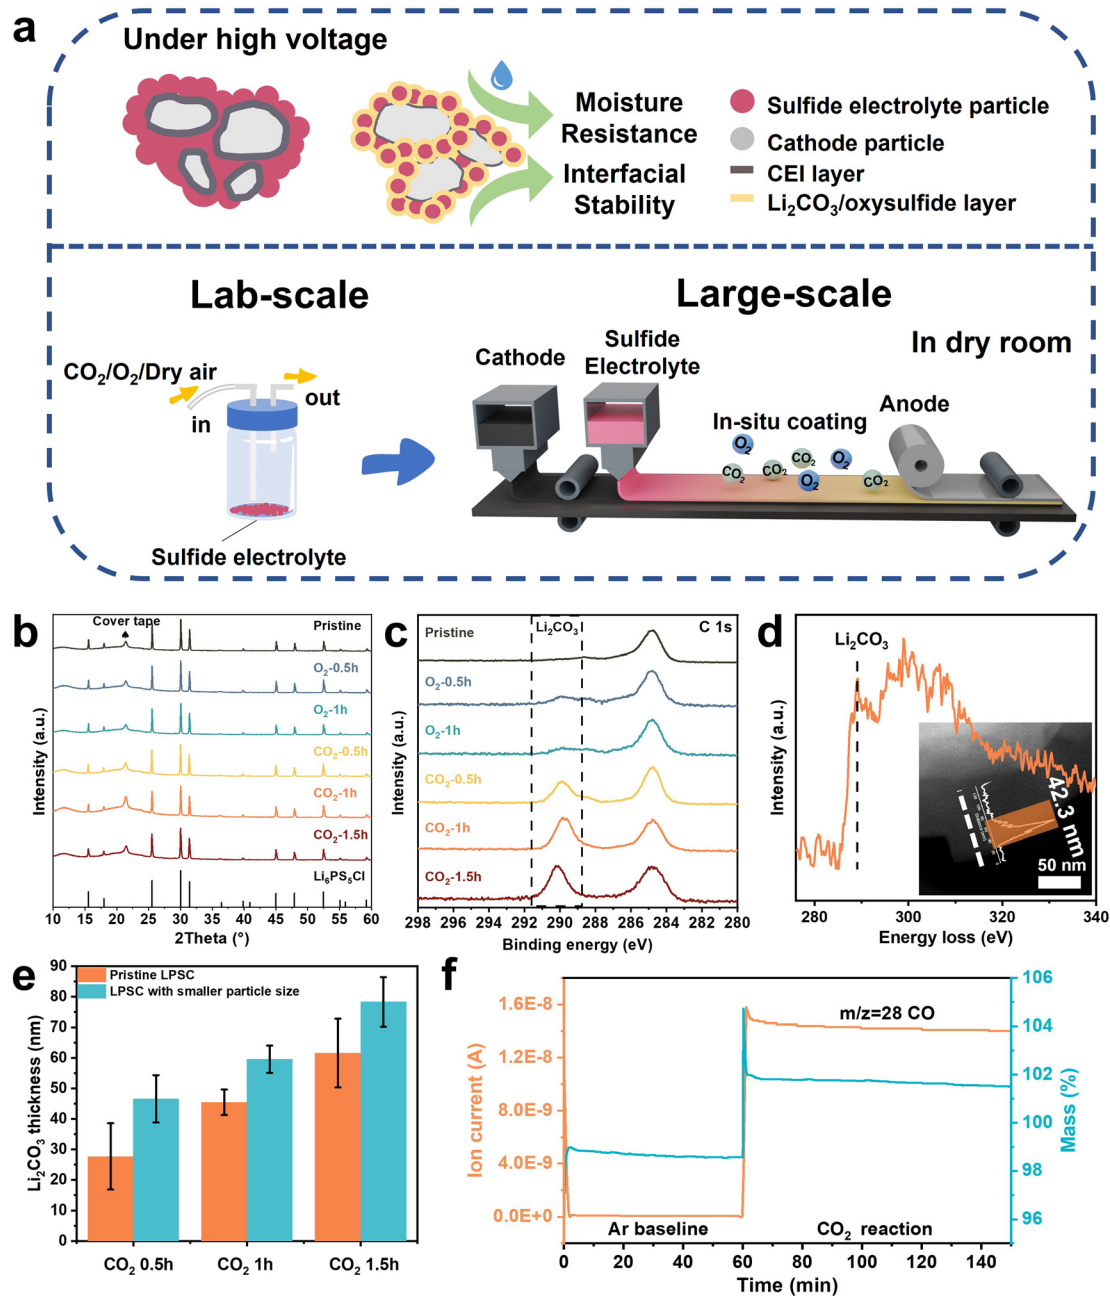 a
Under high voltage
Moisture
Resistance
Interfacial
Stability
Sulfide electrolyte particle
Cathode particle
CEI layer
Li₂CO₃/oxysulfide layer
Lab-scale
Large-scale
In dry room
CO₂/O₂/Dry air
in
out
Sulfide electrolyte
Cathode
Sulfide
Electrolyte
In-situ coating
Anode
O₂
CO₂
O₂
CO₂
CO₂
O₂
CO₂
b
Cover tape
Pristine
O₂-0.5h
O₂-1h
CO₂-0.5h
CO₂-1h
CO₂-1.5h
Li₆PS₅Cl
Intensity (a.u.)
10 15 20 25 30 35 40 45 50 55 60
2Theta (°)
c
Li₂CO₃
C 1s
Pristine
O₂-0.5h
O₂-1h
CO₂-0.5h
CO₂-1h
CO₂-1.5h
Intensity (a.u.)
298 296 294 292 290 288 286 284 282 280
Binding energy (eV)
d
Li₂CO₃
42.3 nm
50 nm
Intensity (a.u.)
280 300 320 340
Energy loss (eV)
e
Pristine LPSC
LPSC with smaller particle size
Li₂CO₃ thickness (nm)
90
80
70
60
50
40
30
20
10
0
CO₂ 0.5h CO₂ 1h CO₂ 1.5h
f
m/z=28 CO
Ar baseline
CO₂ reaction
Ion current (A)
1.6E-8
1.2E-8
8.0E-9
4.0E-9
0.0E+0
Mass (%)
106
104
102
100
98
96
94
0 20 40 60 80 100 120 140
Time (min)